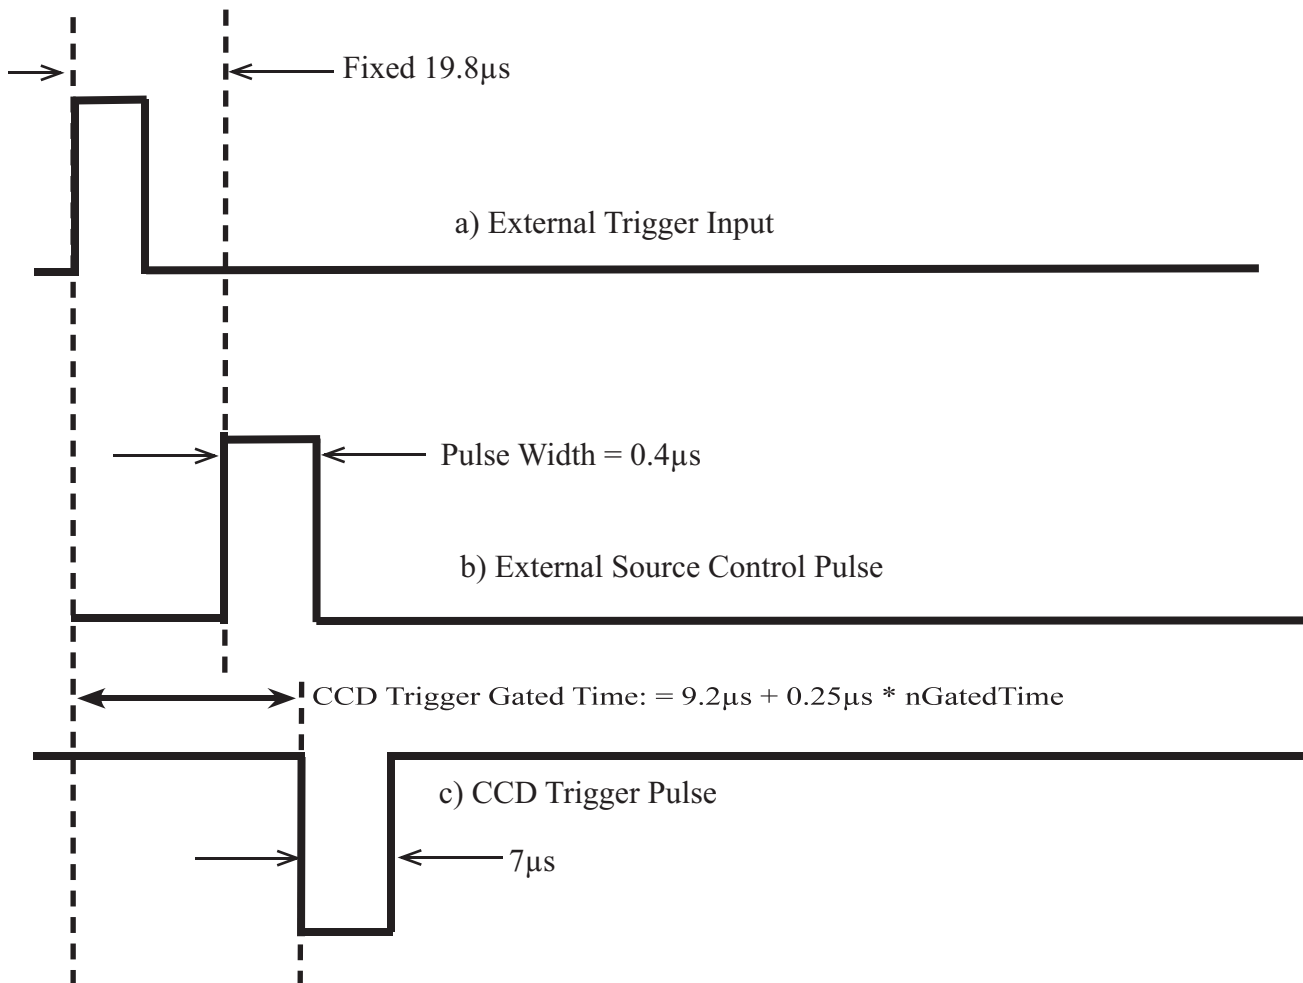 Fixed 19.8µs
a) External Trigger Input
Pulse Width = 0.4µs
b) External Source Control Pulse
CCD Trigger Gated Time: = 9.2µs + 0.25µs * nGatedTime
c) CCD Trigger Pulse
7µs